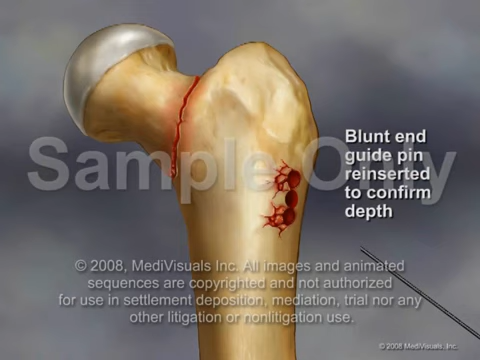 Sample Only
Blunt end
guide pin
reinserted
to confirm
depth
© 2008, MediVisuals Inc. All images and animated
sequences are copyrighted and not authorized
for use in settlement deposition, mediation, trial nor any
other litigation or nonlitigation use.
© 2008 MediVisuals, Inc.